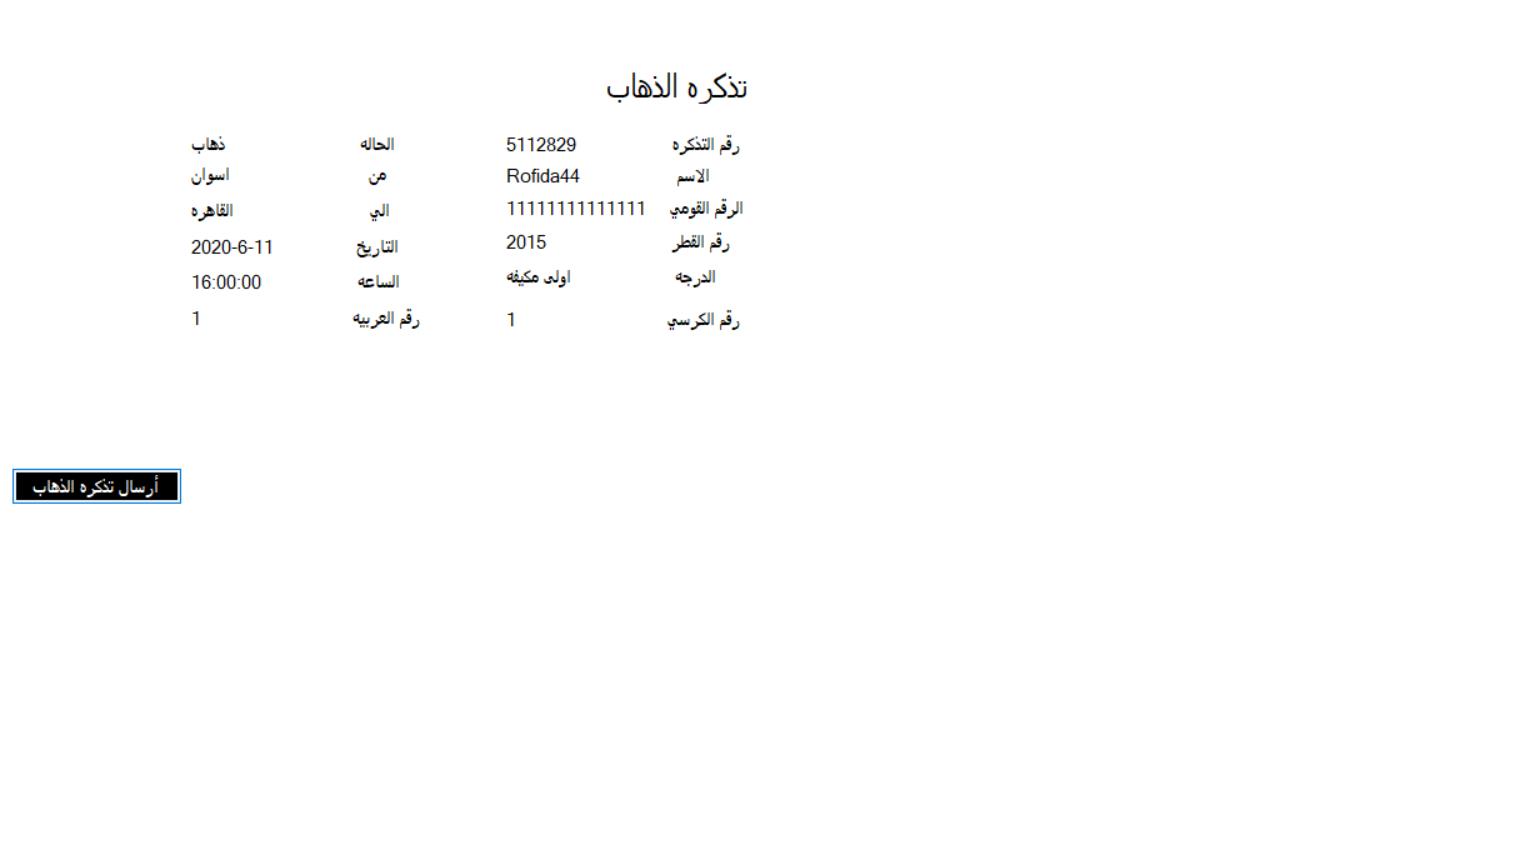 تذكره الذهاب
رقم التذكره 5112829 الحاله ذهاب
الاسم Rofida44 من اسوان
الرقم القومي 11111111111111 الي القاهره
رقم القطر 2015 التاريخ 2020-6-11
الدرجه اولى مكيفه الساعه 16:00:00
رقم الكرسي 1 رقم العربيه 1
أرسال تذكره الذهاب